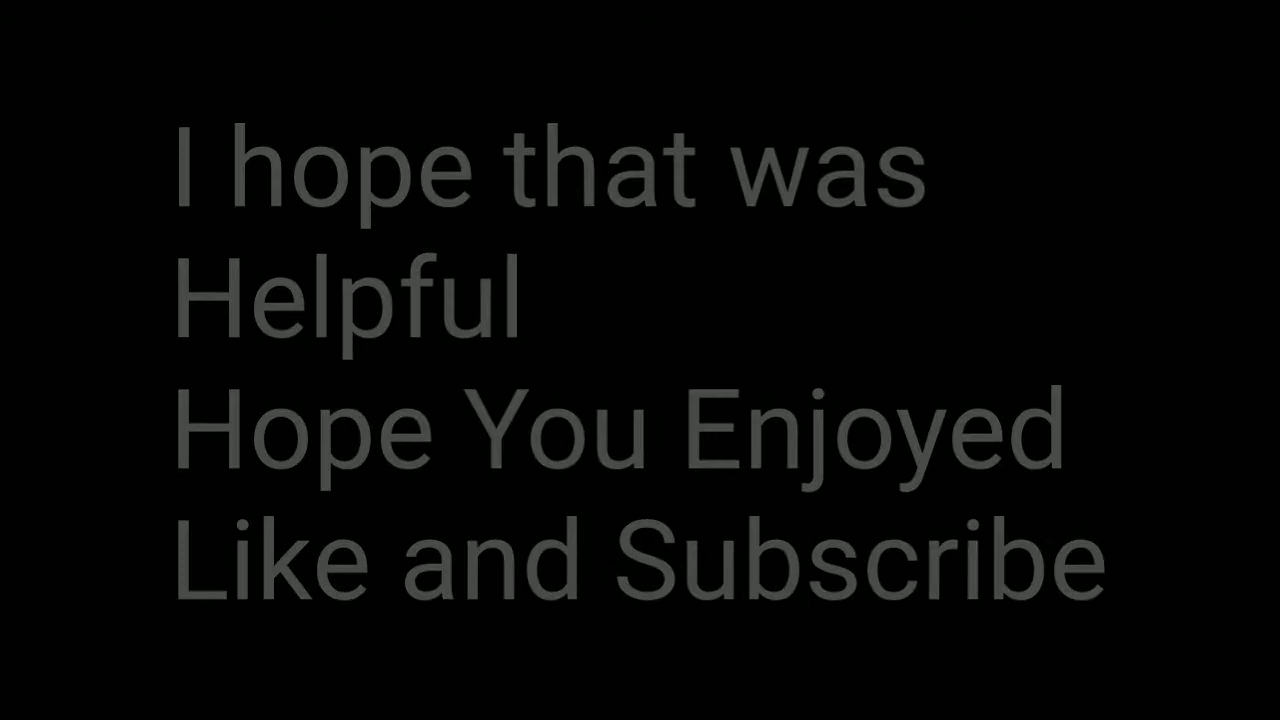 I hope that was
Helpful
Hope You Enjoyed
Like and Subscribe